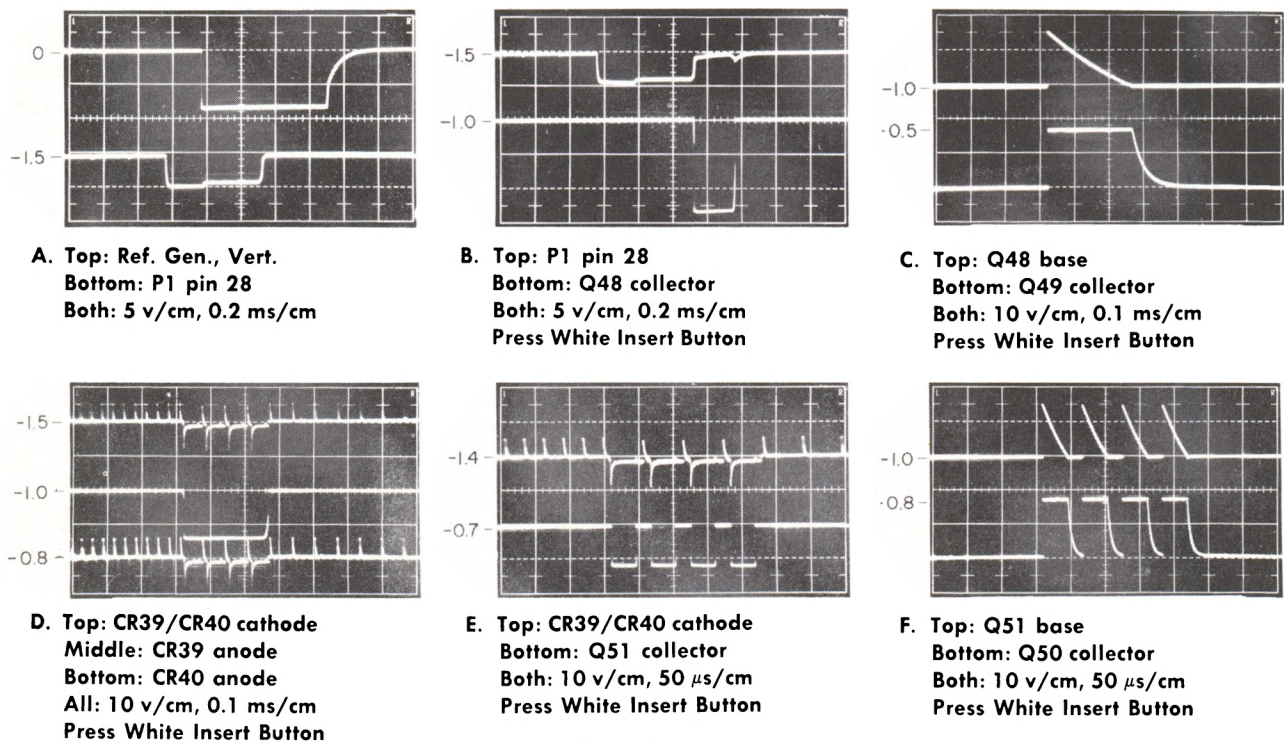 0
-1.5
A. Top: Ref. Gen., Vert.
Bottom: P1 pin 28
Both: 5 v/cm, 0.2 ms/cm
-1.5
-1.0
B. Top: P1 pin 28
Bottom: Q48 collector
Both: 5 v/cm, 0.2 ms/cm
Press White Insert Button
-1.0
-0.5
C. Top: Q48 base
Bottom: Q49 collector
Both: 10 v/cm, 0.1 ms/cm
Press White Insert Button
-1.5
-1.0
-0.8
D. Top: CR39/CR40 cathode
Middle: CR39 anode
Bottom: CR40 anode
All: 10 v/cm, 0.1 ms/cm
Press White Insert Button
-1.4
-0.7
E. Top: CR39/CR40 cathode
Bottom: Q51 collector
Both: 10 v/cm, 50 μs/cm
Press White Insert Button
-1.0
-0.8
F. Top: Q51 base
Bottom: Q50 collector
Both: 10 v/cm, 50 μs/cm
Press White Insert Button